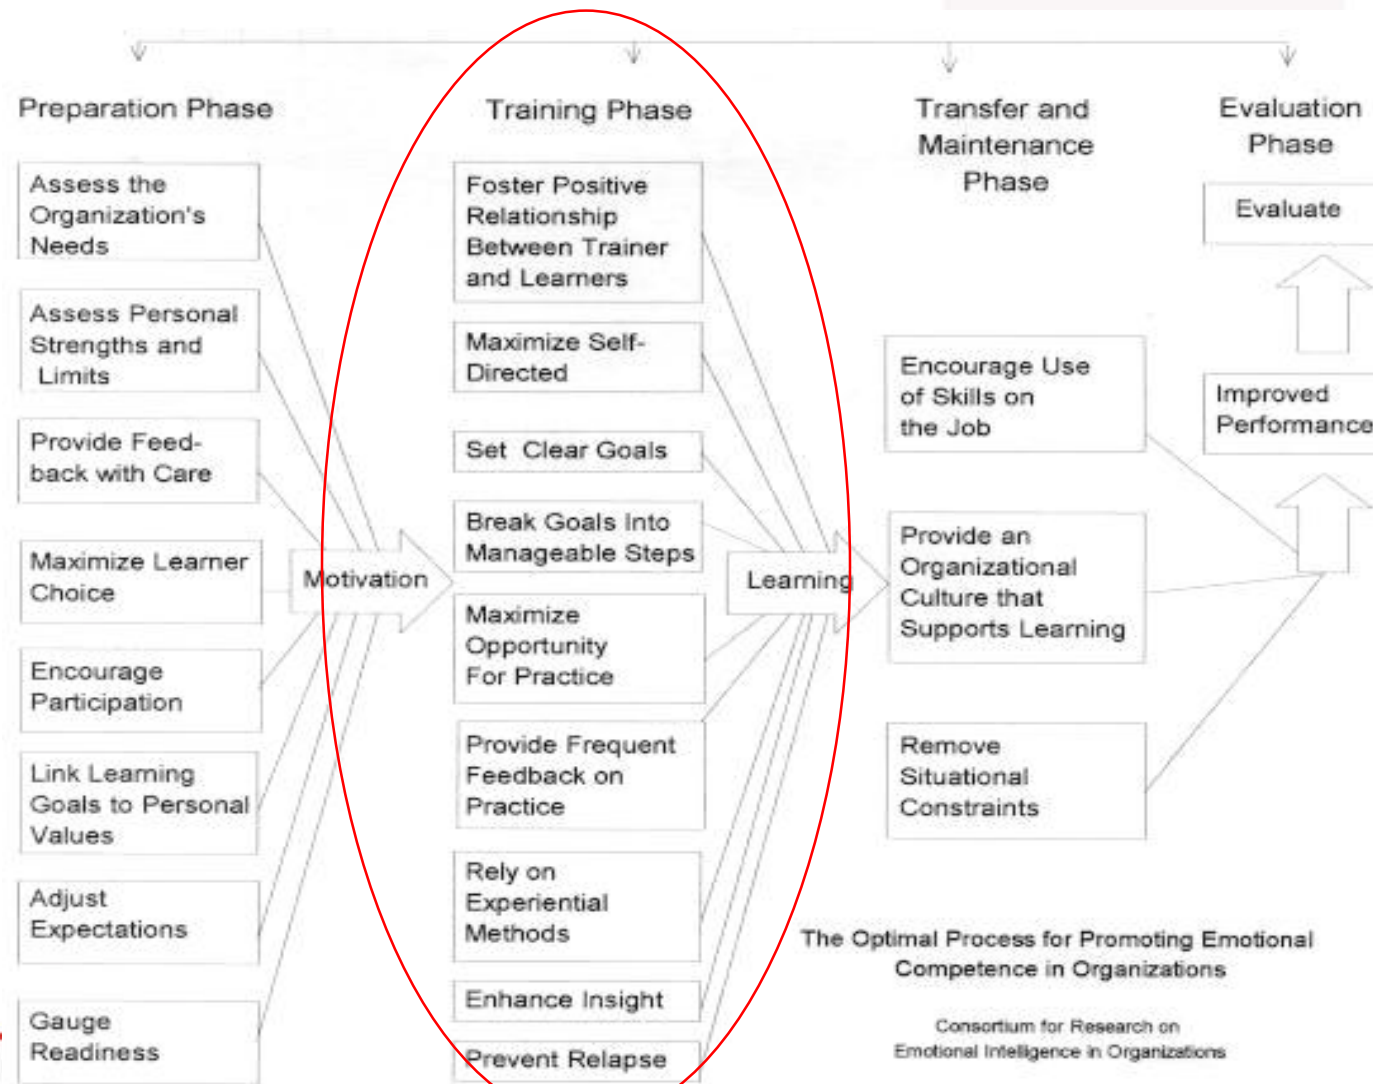 Preparation Phase
Assess the
Organization's
Needs
Assess Personal
Strengths and
Limits
Provide Feed-
back with Care
Maximize Learner
Choice
Encourage
Participation
Link Learning
Goals to Personal
Values
Adjust
Expectations
Gauge
Readiness
Motivation
Training Phase
Foster Positive
Relationship
Between Trainer
and Learners
Maximize Self-
Directed
Set Clear Goals
Break Goals Into
Manageable Steps
Maximize
Opportunity
For Practice
Provide Frequent
Feedback on
Practice
Rely on
Experiential
Methods
Enhance Insight
Prevent Relapse
Learning
Transfer and
Maintenance
Phase
Encourage Use
of Skills on
the Job
Provide an
Organizational
Culture that
Supports Learning
Remove
Situational
Constraints
Evaluation
Phase
Evaluate
Improved
Performance
The Optimal Process for Promoting Emotional
Competence in Organizations
Consortium for Research on
Emotional Intelligence in Organizations